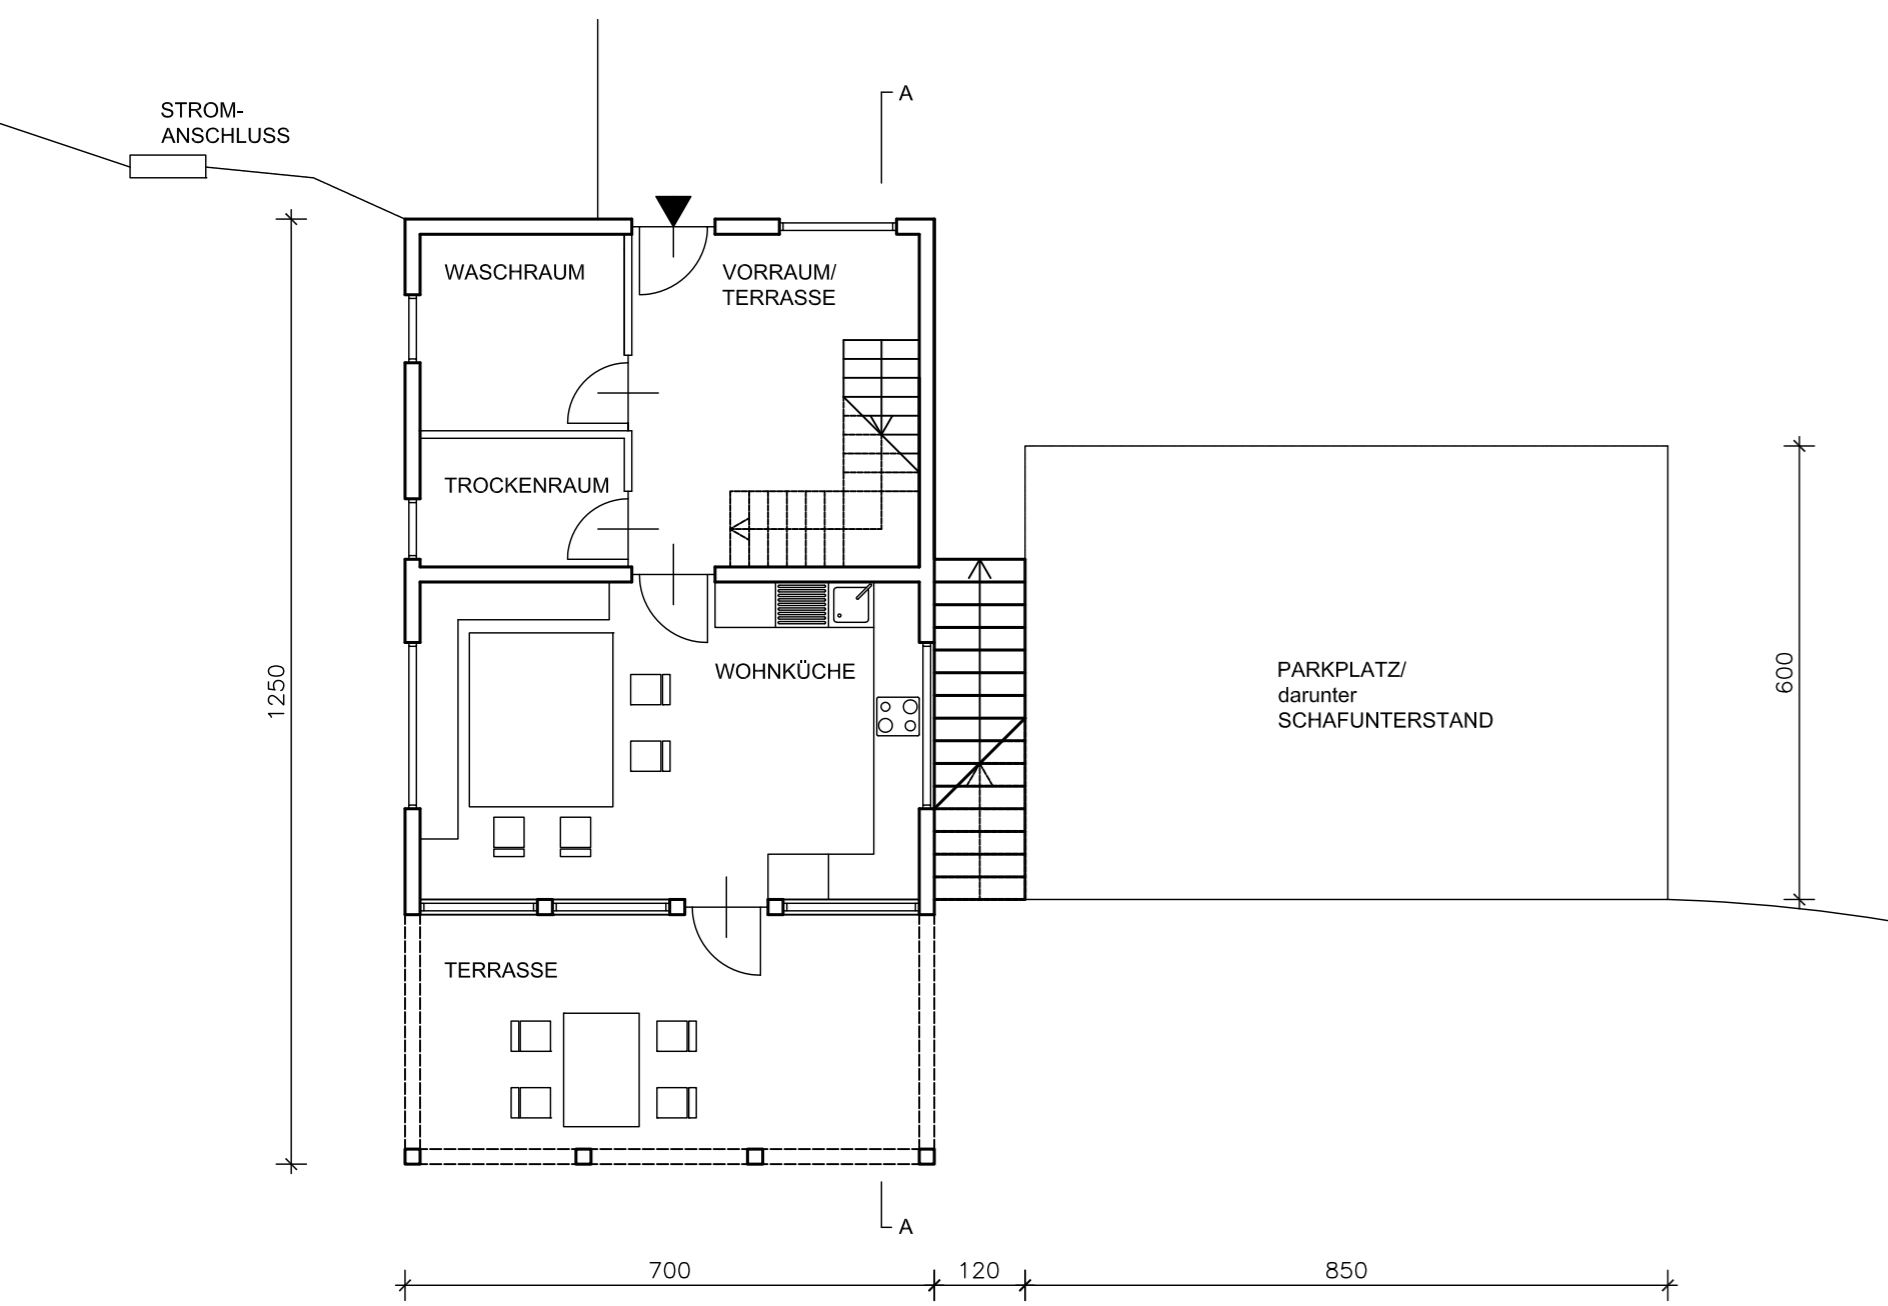 STROM-
ANSCHLUSS
A
WASCHRAUM
VORRAUM/
TERRASSE
TROCKENRAUM
1250
WOHNKÜCHE
PARKPLATZ/
darunter
SCHAFUNTERSTAND
600
TERRASSE
A
700
120
850